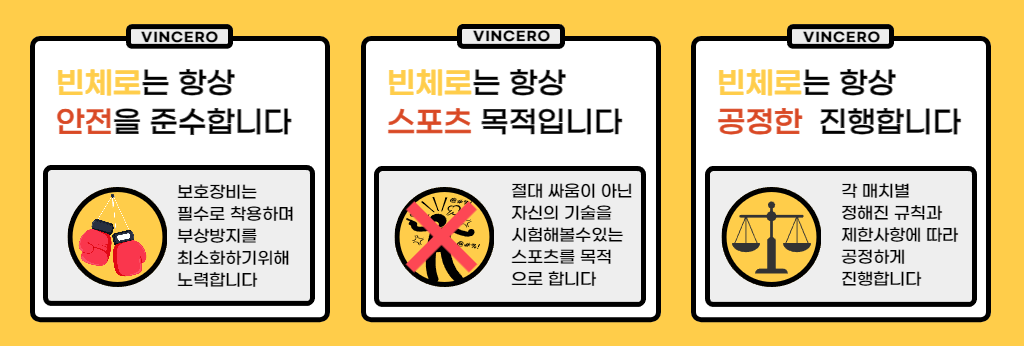 VINCERO
빈체로는 항상
안전을 준수합니다
보호장비는
필수로 착용하며
부상방지를
최소화하기위해
노력합니다
VINCERO
빈체로는 항상
스포츠 목적입니다
@#%!
@#%!
절대 싸움이 아닌
자신의 기술을
시험해볼수있는
스포츠를 목적
으로 합니다
VINCERO
빈체로는 항상
공정한 진행합니다
각 매치별
정해진 규칙과
제한사항에 따라
공정하게
진행합니다